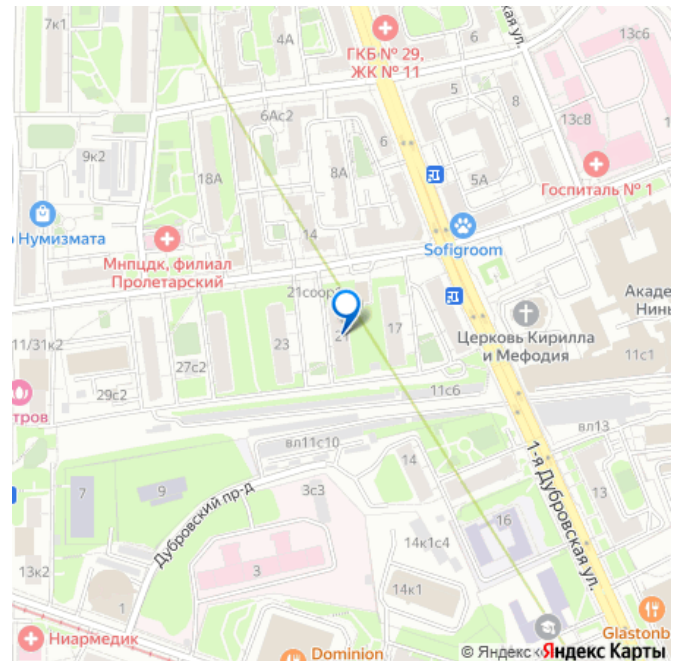 7к1
4А
ГКБ № 29,
ЖК № 11
6
13с6
кая ул.
6Ас2
5
8
13с8
9к2
6
18А
8А
5А
Госпиталь № 1
о Нумизмата
14
Sofigroom
Мнпцдк, филиал
Пролетарский
21соор
Акаде
Нинь
21
17
Церковь Кирилла
и Мефодия
11/31к2
23
27с2
11с1
29с2
11с6
тров
вл13
вл11с10
14
1-я Дубровская ул.
7
9
3с3
13
Дубровский пр-д
16
14к1с4
13к2
3
14к1
1
Ниармедик
Dominion
Glastonb
© Яндекс
Яндекс Карты